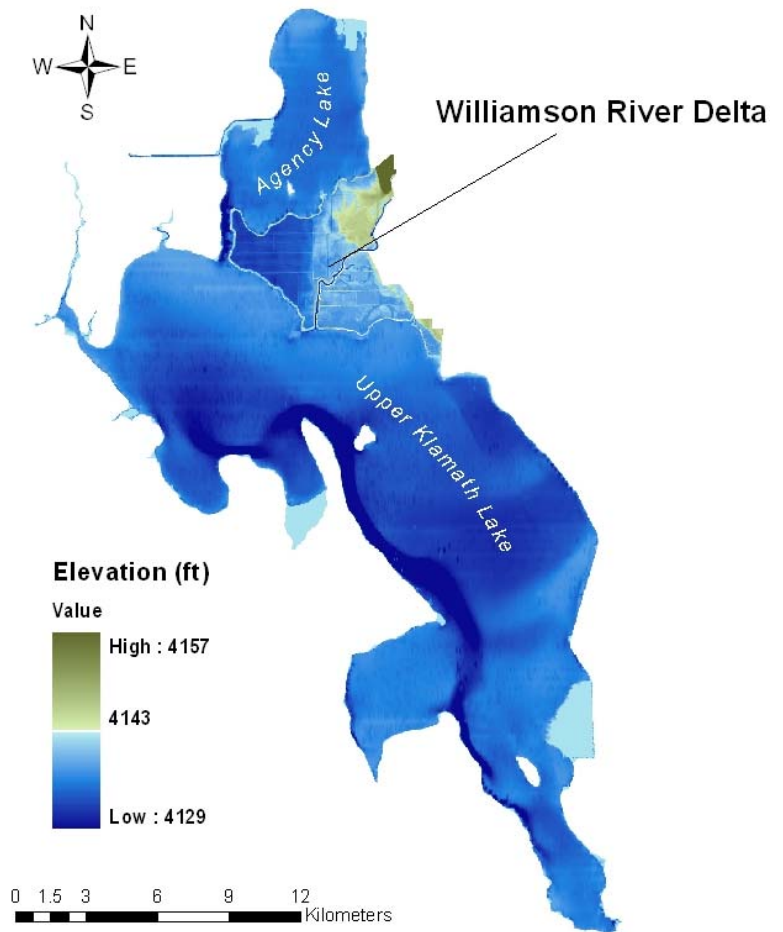 N
W E
S
Agency Lake
Williamson River Delta
Upper Klamath Lake
Elevation (ft)
Value
High : 4157
4143
Low : 4129
0 1.5 3 6 9 12
Kilometers